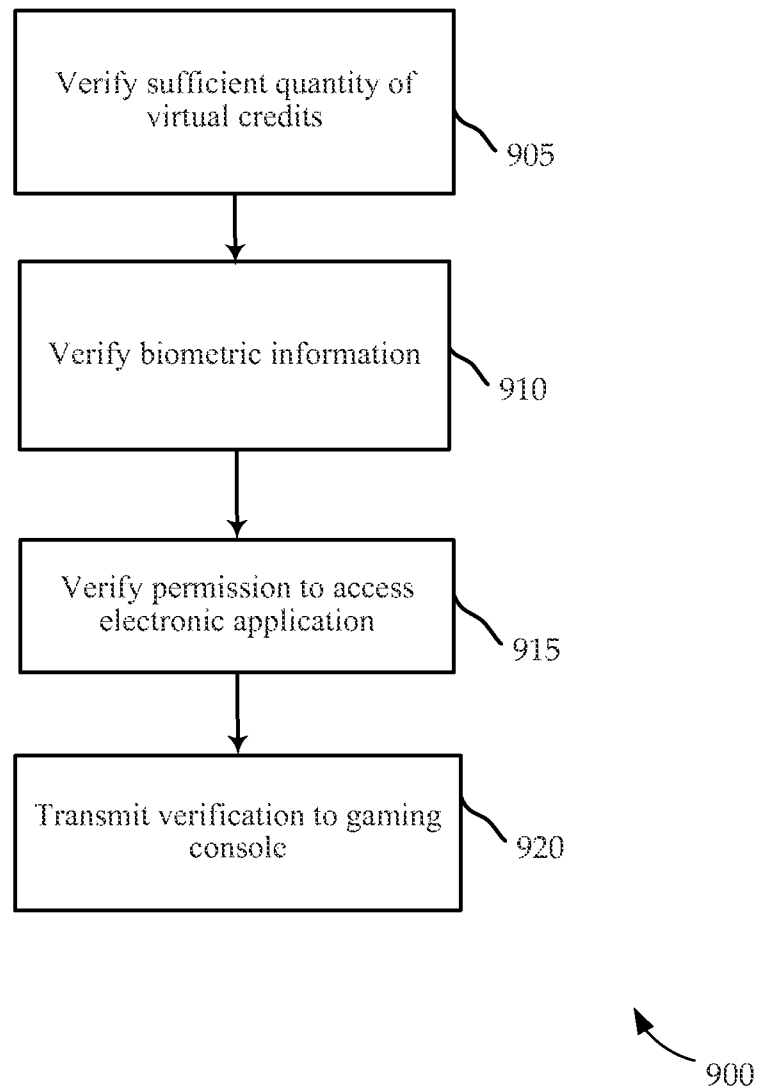 Verify sufficient quantity of
virtual credits
905
Verify biometric information
910
Verify permission to access
electronic application
915
Transmit verification to gaming
console
920
900